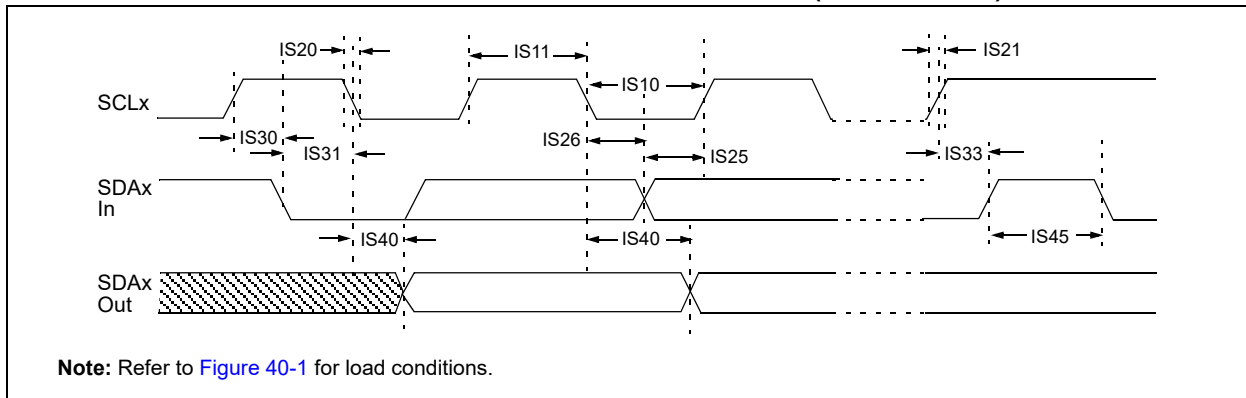 IS20
IS11
IS21
IS10
SCLx
IS30
IS26
IS31
IS25
IS33
SDAx
In
IS40
IS40
IS45
SDAx
Out
Note: Refer to Figure 40-1 for load conditions.